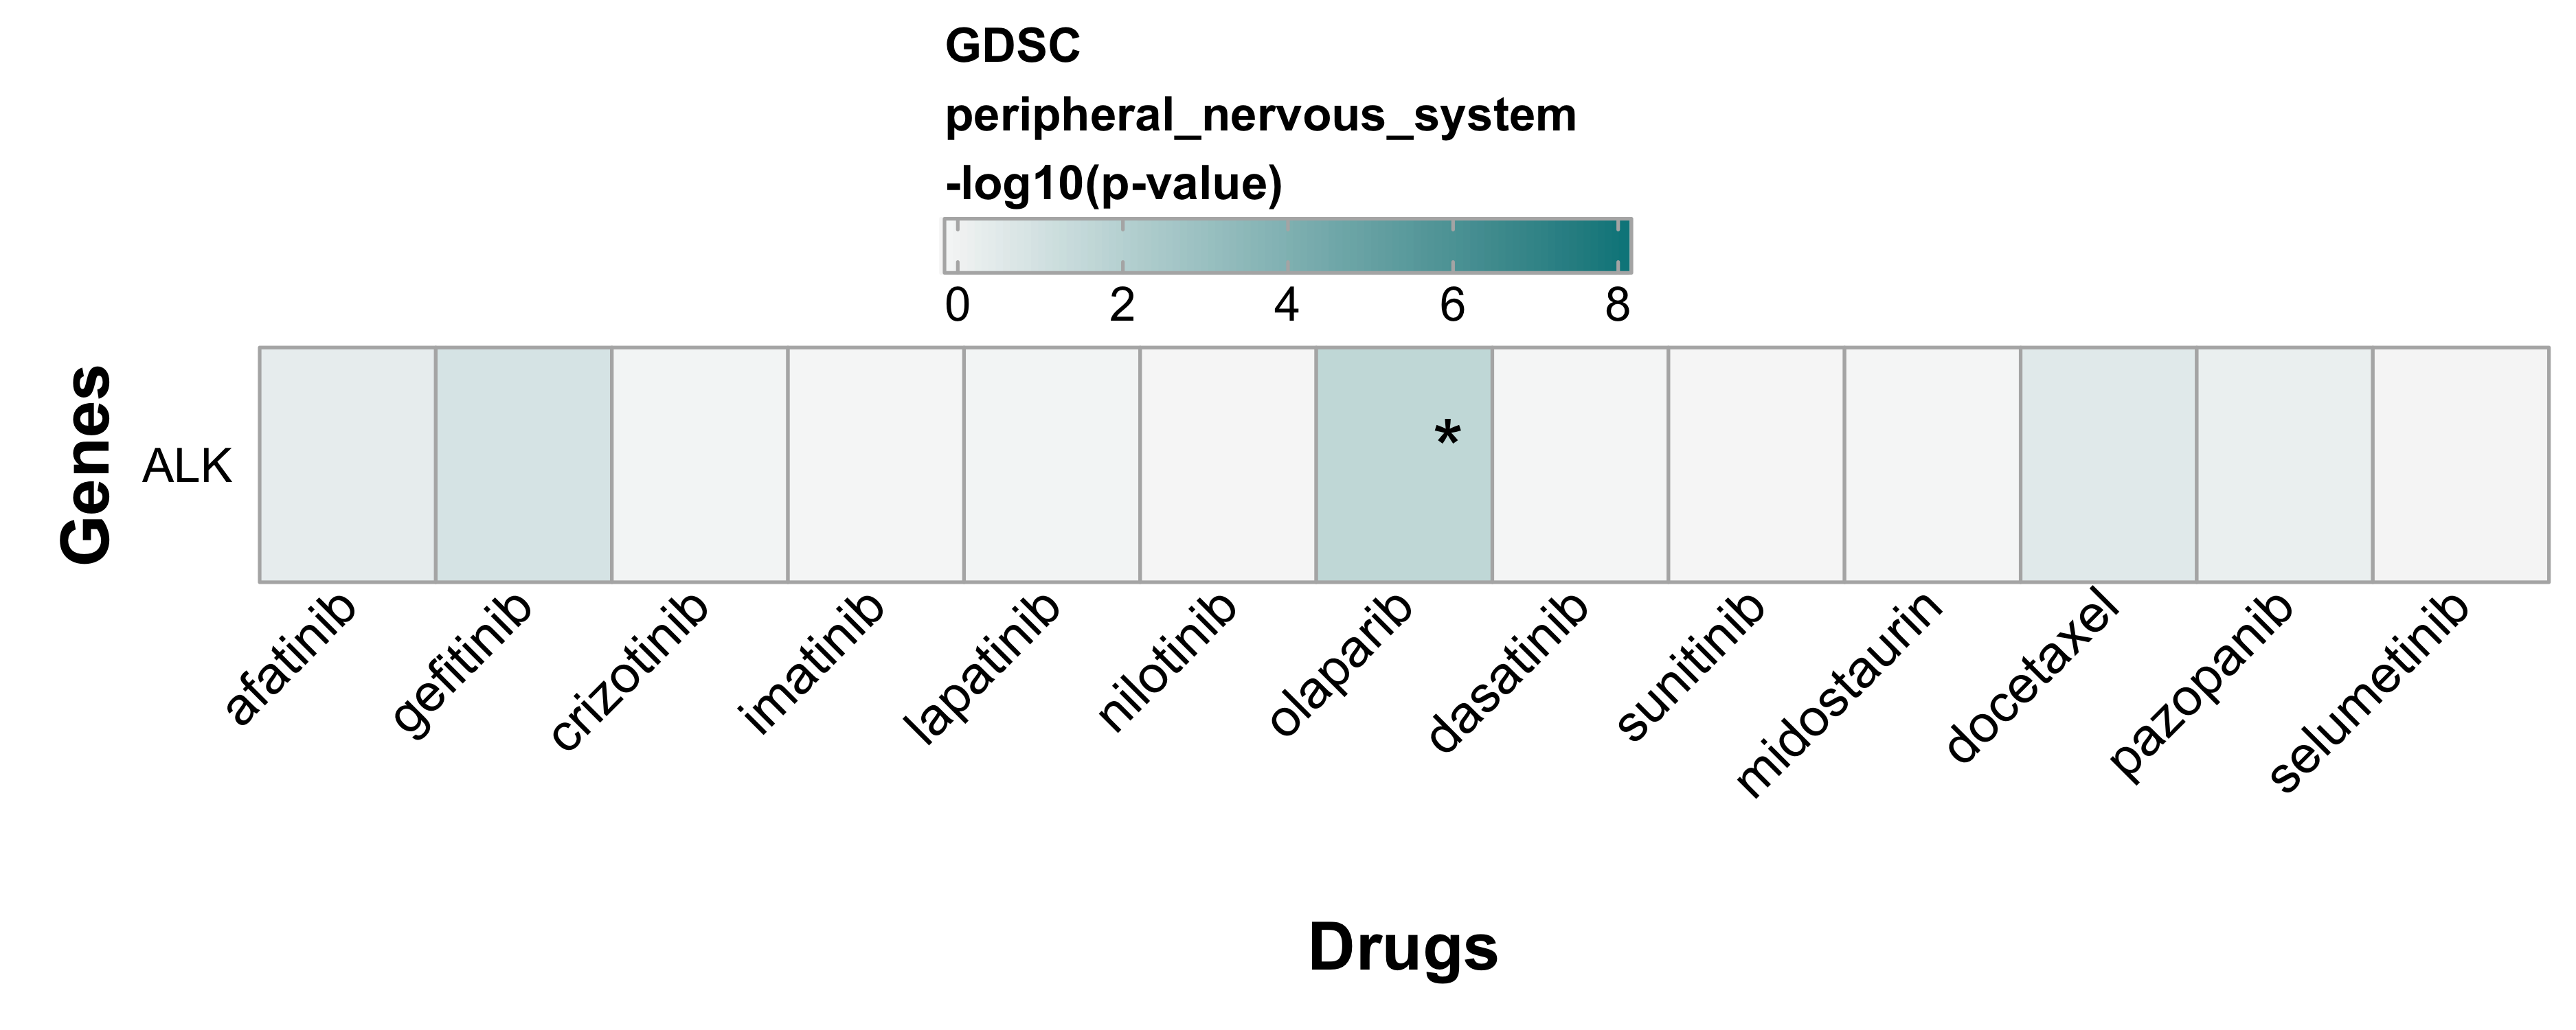 GDSC
peripheral_nervous_system
-log10(p-value)
0 2 4 6 8
Genes
ALK
*
afatinib
gefitinib
crizotinib
imatinib
lapatinib
nilotinib
olaparib
dasatinib
sunitinib
midostaurin
docetaxel
pazopanib
selumetinib
Drugs